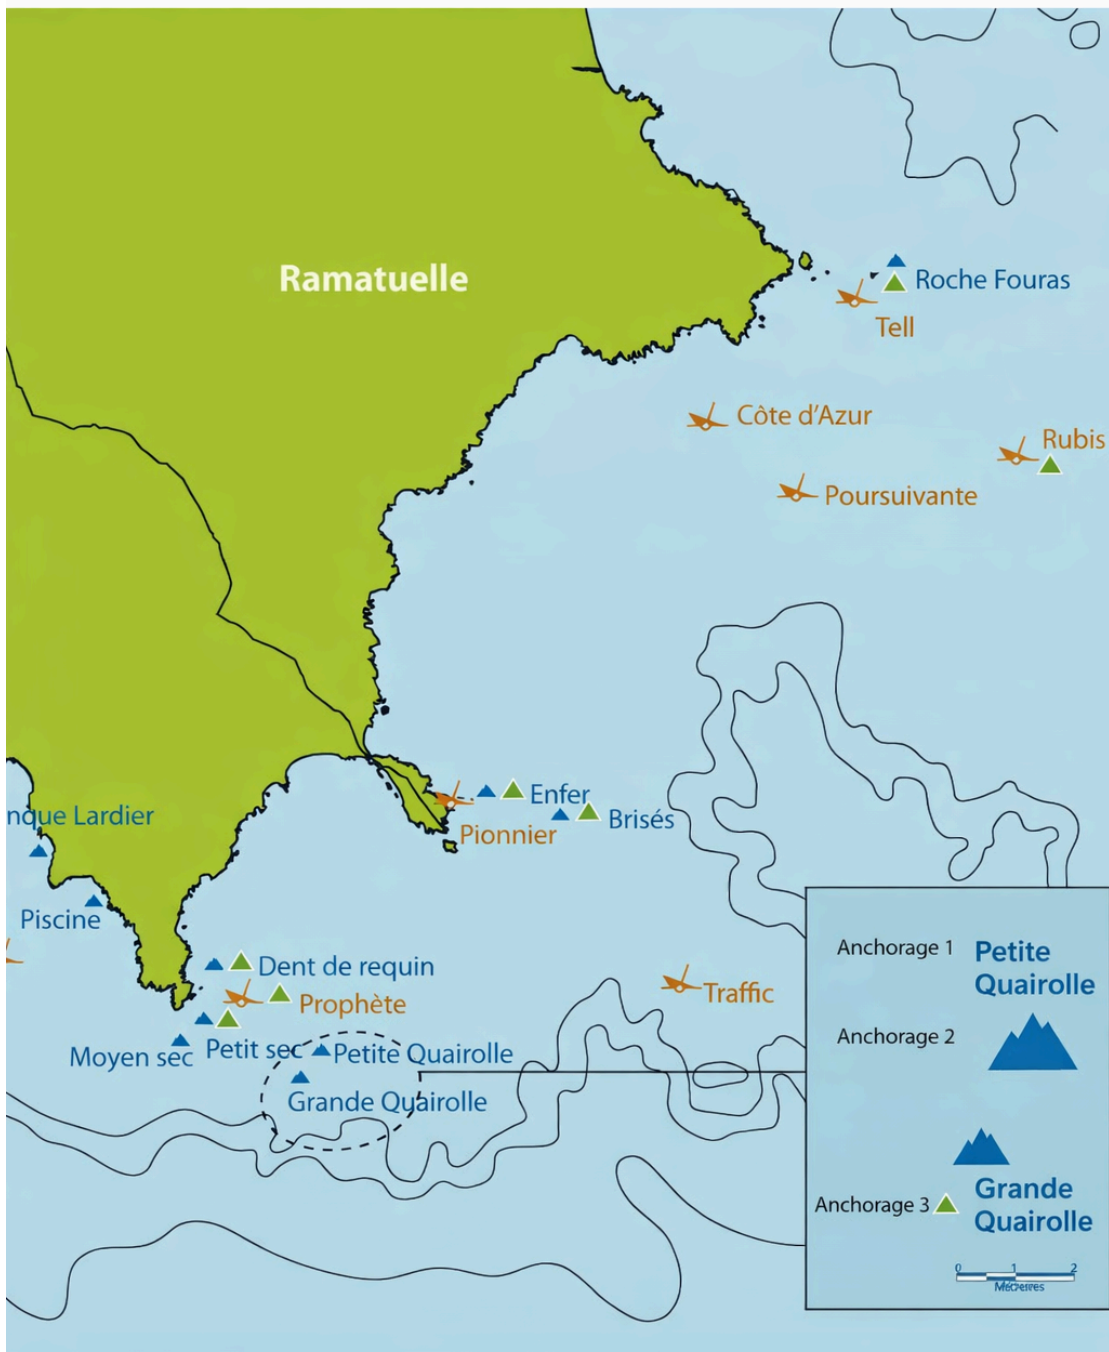 Ramatuelle
Roche Fouras
Tell
Côte d'Azur
Rubis
Poursuivante
Enfer
nque Lardier
Brisés
Pionnier
Piscine
Dent de requin
Traffic
Prophète
Moyen sec
Petit sec
Petite Quairolle
Grande Quairolle
Anchorage 1
Petite
Quairolle
Anchorage 2
Grande
Quairolle
Anchorage 3
0 1 2